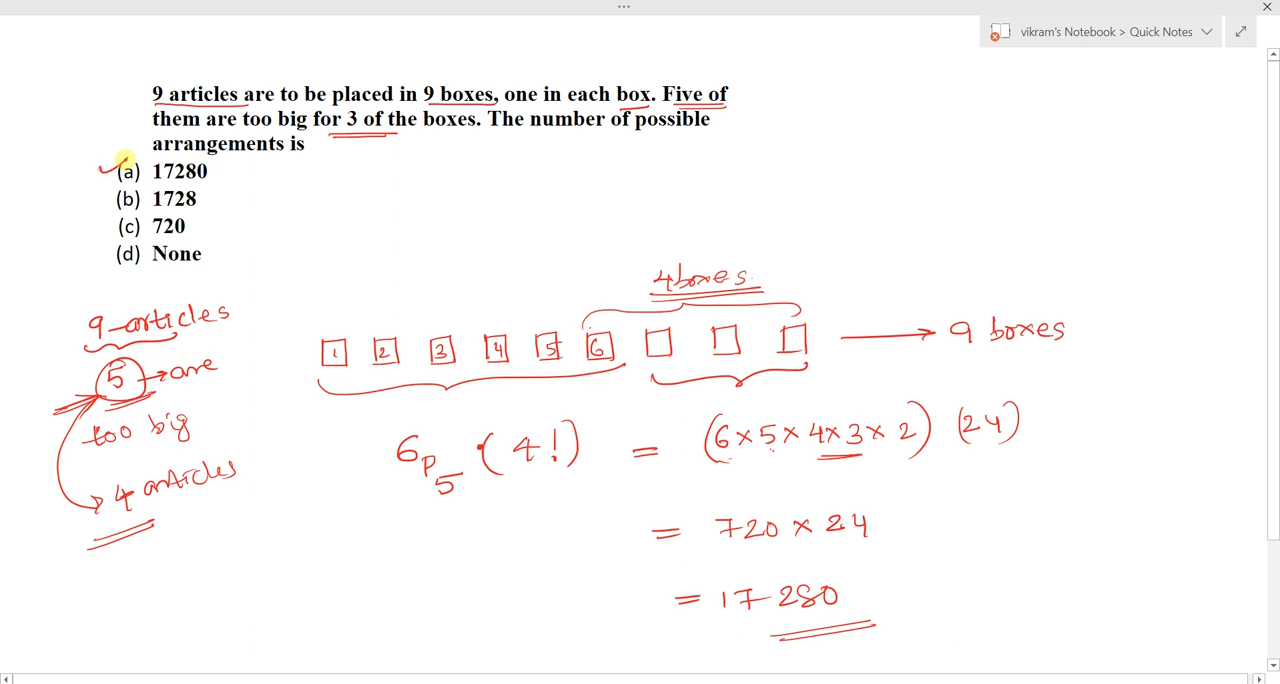 vikram's Notebook > Quick Notes
9 articles are to be placed in 9 boxes, one in each box. Five of
them are too big for 3 of the boxes. The number of possible
arrangements is
(a) 17280
(b) 1728
(c) 720
(d) None
4 boxes
9-articles
5 → are
too big
4 articles
1 2 3 4 5 6 → 9 boxes
6P5 · (4!) = (6×5×4×3×2) (24)
= 720 × 24
= 17280